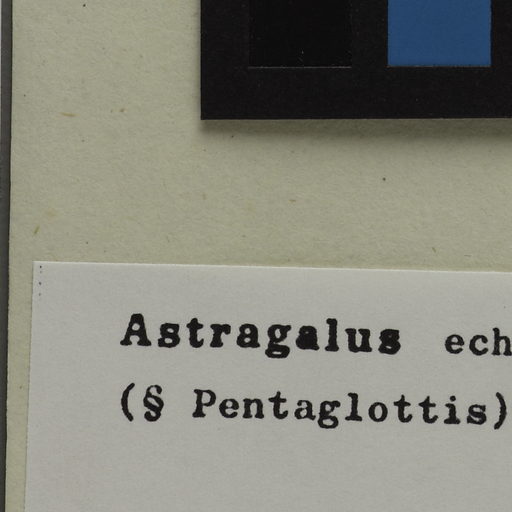 Astragalus ech
(§ Pentaglottis)